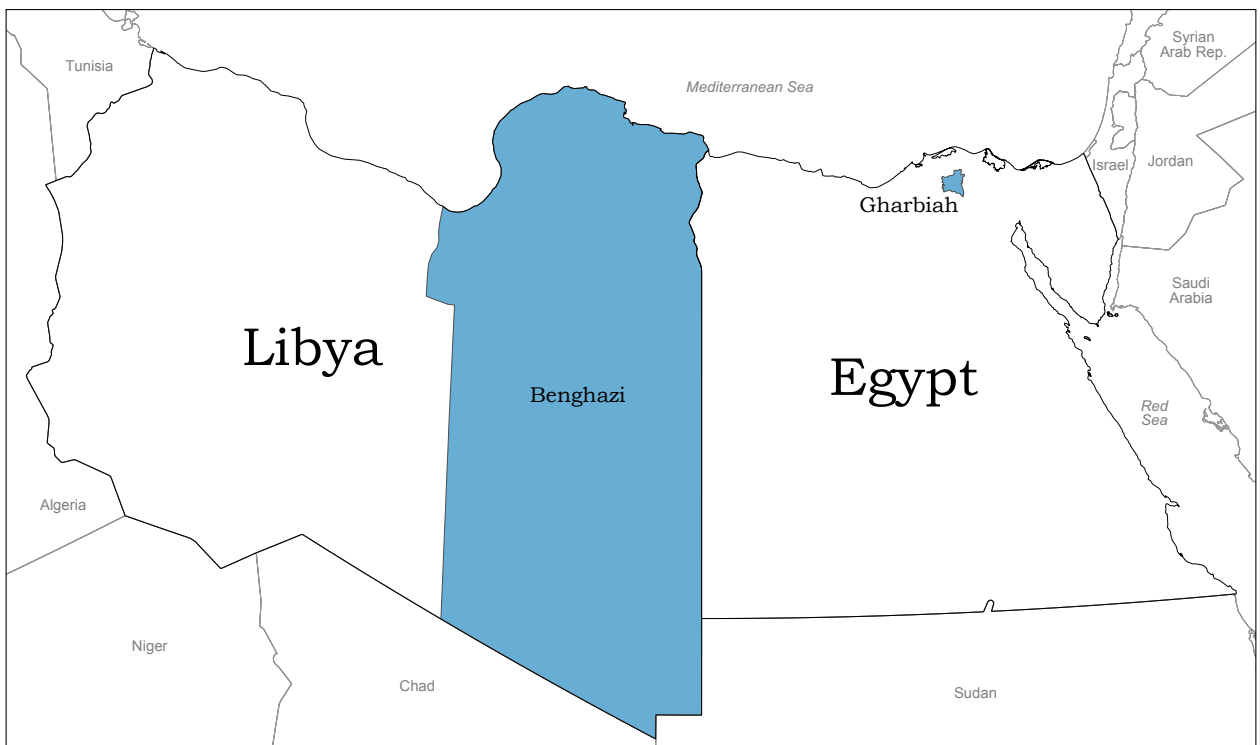 Syrian
Arab Rep.
Tunisia
Mediterranean Sea
Israel
Jordan
Gharbiah
Saudi
Arabia
Libya
Egypt
Benghazi
Red
Sea
Algeria
Niger
Chad
Sudan